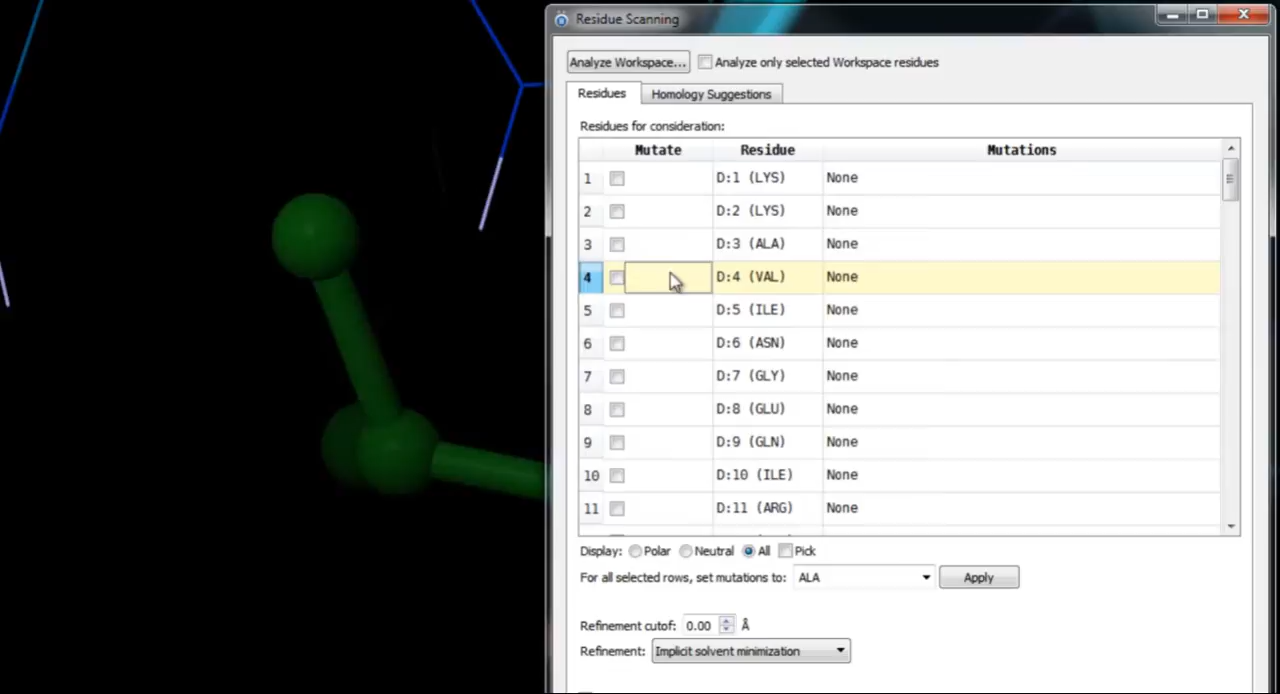 Residue Scanning
Analyze Workspace... Analyze only selected Workspace residues
Residues Homology Suggestions
Residues for consideration:
Mutate Residue Mutations
1 D:1 (LYS) None
2 D:2 (LYS) None
3 D:3 (ALA) None
4 D:4 (VAL) None
5 D:5 (ILE) None
6 D:6 (ASN) None
7 D:7 (GLY) None
8 D:8 (GLU) None
9 D:9 (GLN) None
10 D:10 (ILE) None
11 D:11 (ARG) None
Display: Polar Neutral All Pick
For all selected rows, set mutations to: ALA Apply
Refinement cutof: 0.00 Å
Refinement: Implicit solvent minimization